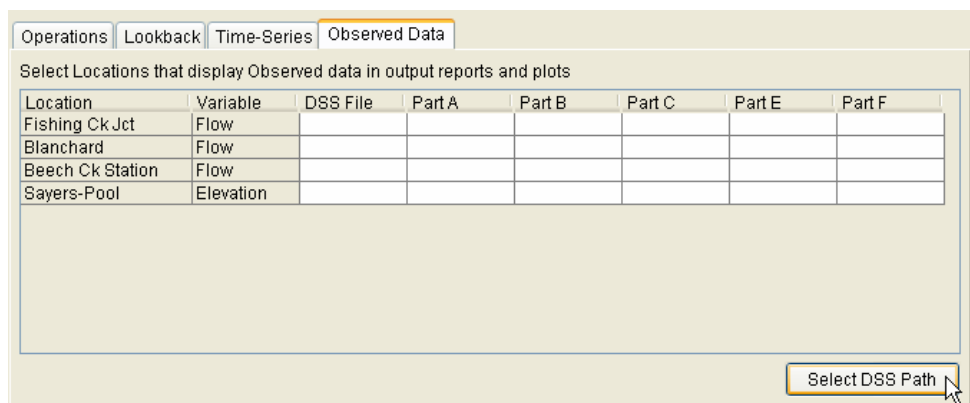 Operations Lookback Time-Series Observed Data
Select Locations that display Observed data in output reports and plots
Location Variable DSS File Part A Part B Part C Part E Part F
Fishing Ck Jct Flow
Blanchard Flow
Beech Ck Station Flow
Sayers-Pool Elevation
Select DSS Path